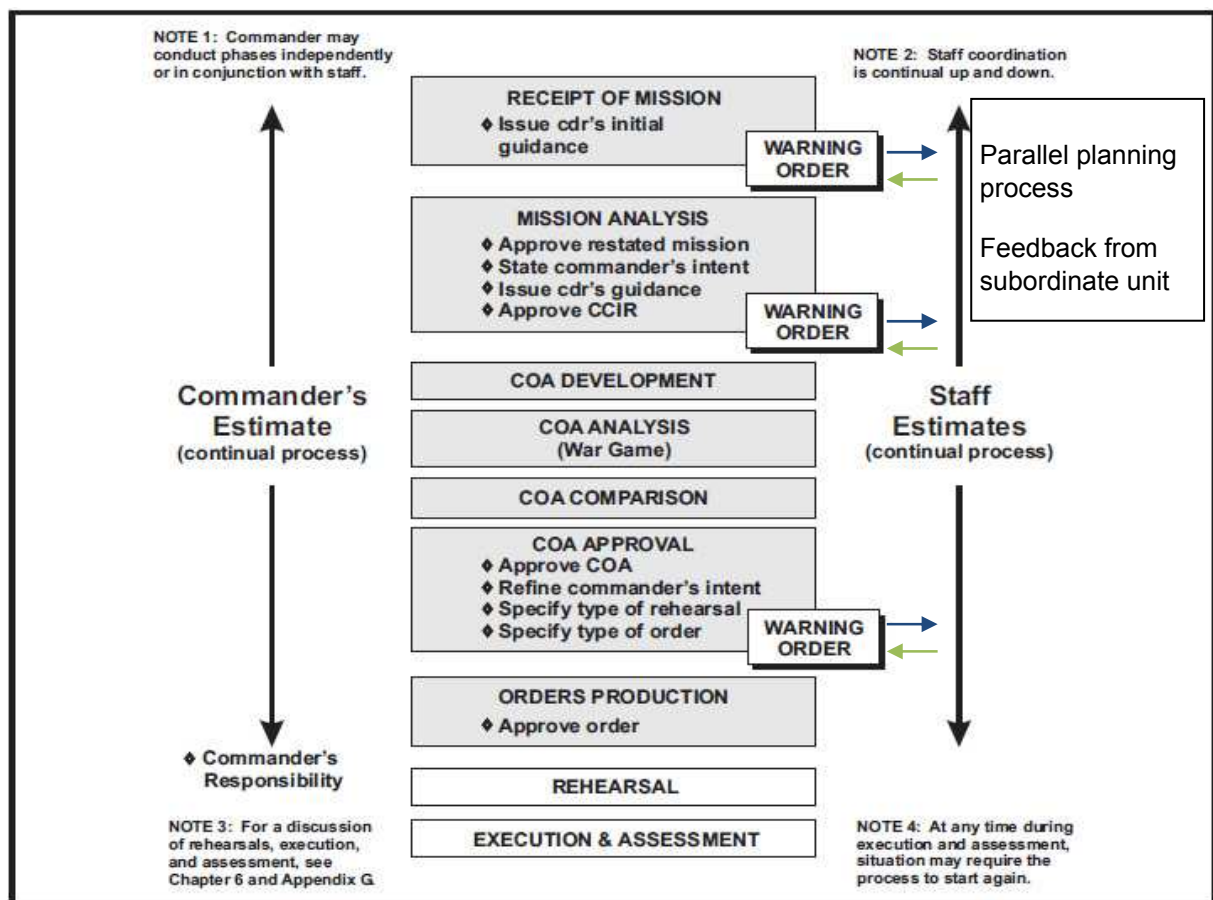 NOTE 1: Commander may
conduct phases independently
or in conjunction with staff.
NOTE 2: Staff coordination
is continual up and down.
RECEIPT OF MISSION
♦ Issue cdr's initial
guidance
WARNING
ORDER
Parallel planning
process
Feedback from
subordinate unit
MISSION ANALYSIS
♦ Approve restated mission
♦ State commander's intent
♦ Issue cdr's guidance
♦ Approve CCIR
WARNING
ORDER
COA DEVELOPMENT
Commander's
Estimate
(continual process)
COA ANALYSIS
(War Game)
Staff
Estimates
(continual process)
COA COMPARISON
COA APPROVAL
♦ Approve COA
♦ Refine commander's intent
♦ Specify type of rehearsal
♦ Specify type of order
WARNING
ORDER
ORDERS PRODUCTION
♦ Approve order
♦ Commander's
Responsibility
REHEARSAL
NOTE 3: For a discussion
of rehearsals, execution,
and assessment, see
Chapter 6 and Appendix G.
EXECUTION & ASSESSMENT
NOTE 4: At any time during
execution and assessment,
situation may require the
process to start again.